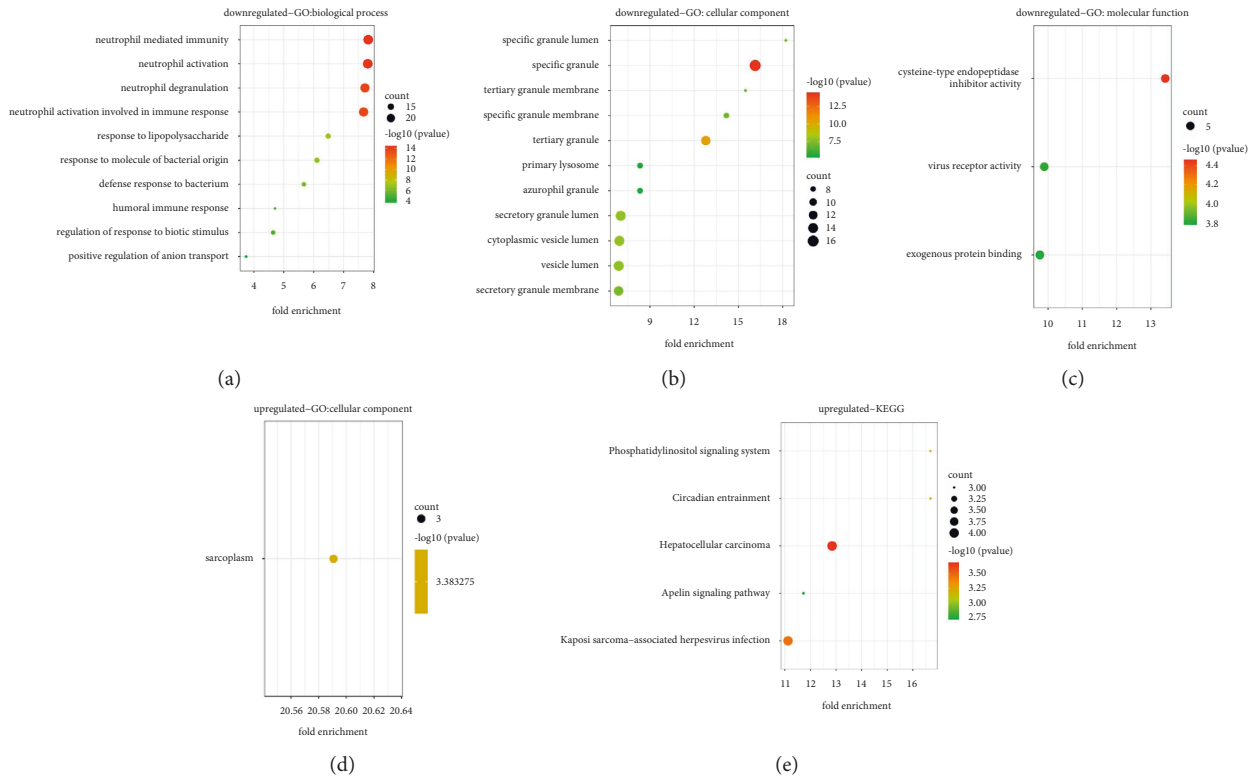 downregulated–GO:biological process
neutrophil mediated immunity
neutrophil activation
neutrophil degranulation
neutrophil activation involved in immune response
response to lipopolysaccharide
response to molecule of bacterial origin
defense response to bacterium
humoral immune response
regulation of response to biotic stimulus
positive regulation of anion transport
4 5 6 7 8
fold enrichment
count
15
20
-log10 (pvalue)
14
12
10
8
6
4
(a)
downregulated–GO: cellular component
specific granule lumen
specific granule
tertiary granule membrane
specific granule membrane
tertiary granule
primary lysosome
azurophil granule
secretory granule lumen
cytoplasmic vesicle lumen
vesicle lumen
secretory granule membrane
9 12 15 18
fold enrichment
-log10 (pvalue)
12.5
10.0
7.5
count
8
10
12
14
16
(b)
downregulated–GO: molecular function
cysteine-type endopeptidase
inhibitor activity
virus receptor activity
exogenous protein binding
10 11 12 13
fold enrichment
count
5
-log10 (pvalue)
4.4
4.2
4.0
3.8
(c)
upregulated–GO:cellular component
sarcoplasm
20.56 20.58 20.60 20.62 20.64
fold enrichment
count
3
-log10 (pvalue)
3.383275
(d)
upregulated–KEGG
Phosphatidylinositol signaling system
Circadian entrainment
Hepatocellular carcinoma
Apelin signaling pathway
Kaposi sarcoma–associated herpesvirus infection
11 12 13 14 15 16
fold enrichment
count
3.00
3.25
3.50
3.75
4.00
-log10 (pvalue)
3.50
3.25
3.00
2.75
(e)